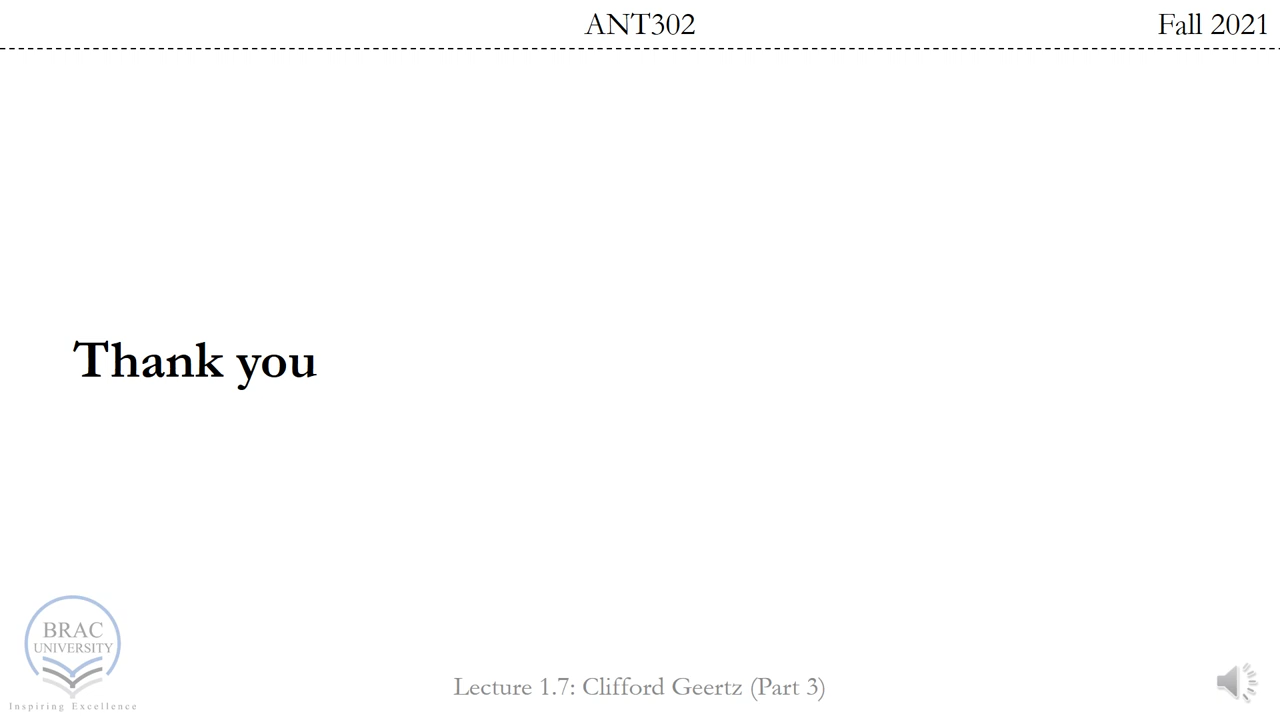 ANT302
Fall 2021
Thank you
BRAC
UNIVERSITY
Inspiring Excellence
Lecture 1.7: Clifford Geertz (Part 3)